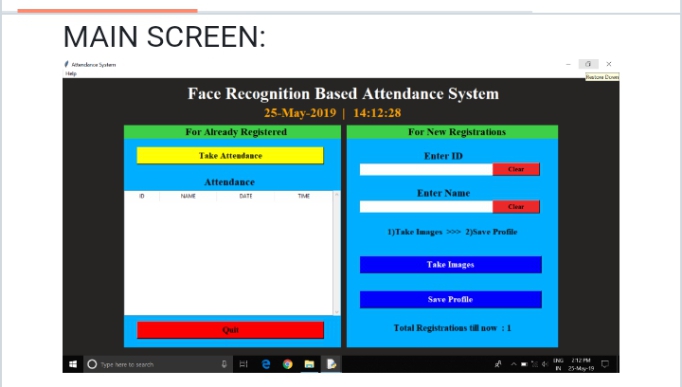 MAIN SCREEN:
Attendance System
Help
Restore Down
Face Recognition Based Attendance System
25-May-2019 | 14:12:28
For Already Registered
Take Attendance
Attendance
ID NAME DATE TIME
Quit
For New Registrations
Enter ID
Clear
Enter Name
Clear
1)Take Images >>> 2)Save Profile
Take Images
Save Profile
Total Registrations till now : 1
Type here to search
ENG 2:12 PM
IN 25-May-19